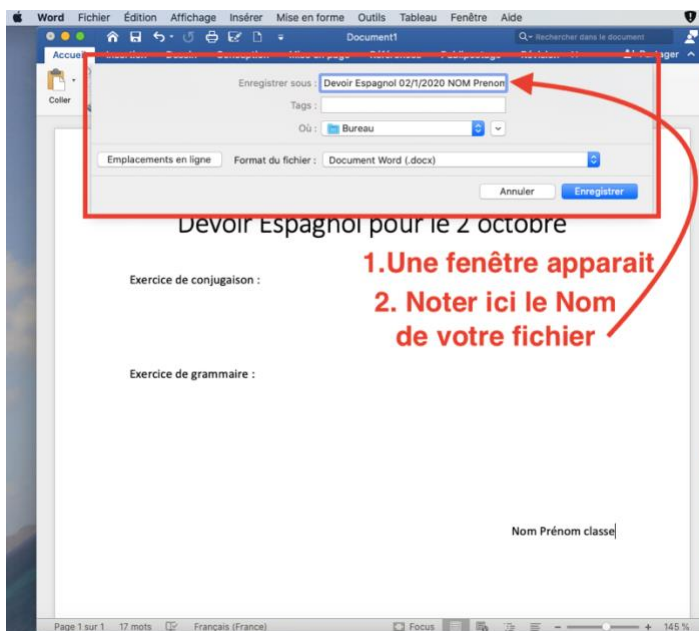 Word Fichier Édition Affichage Insérer Mise en forme Outils Tableau Fenêtre Aide
Document1
Rechercher dans le document
Coller
Enregistrer sous : Devoir Espagnol 02/1/2020 NOM Prenon
Tags :
Où : Bureau
Emplacements en ligne Format du fichier : Document Word (.docx)
Annuler Enregistrer
Devoir Espagnol pour le 2 octobre
1.Une fenêtre apparait
Exercice de conjugaison :
2. Noter ici le Nom
de votre fichier
Exercice de grammaire :
Nom Prénom classe
Page 1 sur 1 17 mots Français (France) Focus 145 %